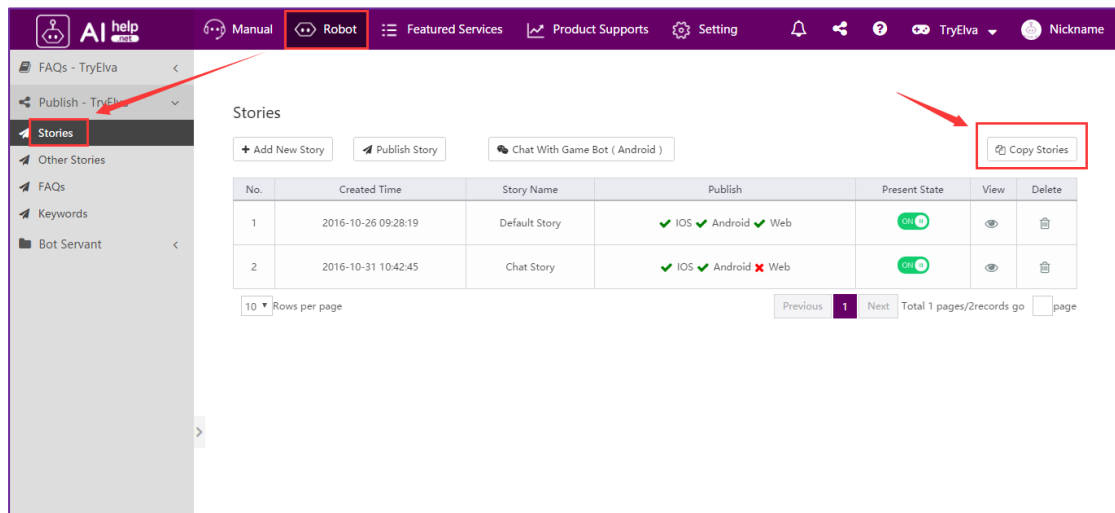 AI help .net Manual Robot Featured Services Product Supports Setting TryElva Nickname
FAQs - TryElva
Publish - TryElva
Stories
Other Stories
FAQs
Keywords
Bot Servant
Stories
Add New Story Publish Story Chat With Game Bot ( Android ) Copy Stories
No. Created Time Story Name Publish Present State View Delete
1 2016-10-26 09:28:19 Default Story IOS Android Web ON
2 2016-10-31 10:42:45 Chat Story IOS Android Web ON
10 Rows per page Previous 1 Next Total 1 pages/2records go page